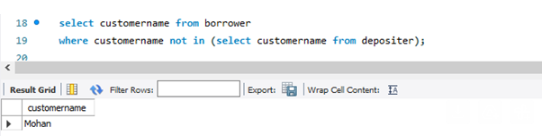 18 select customername from borrower
19 where customername not in (select customername from depositer);
20
Result Grid Filter Rows: Export: Wrap Cell Content: IA
customername
Mohan